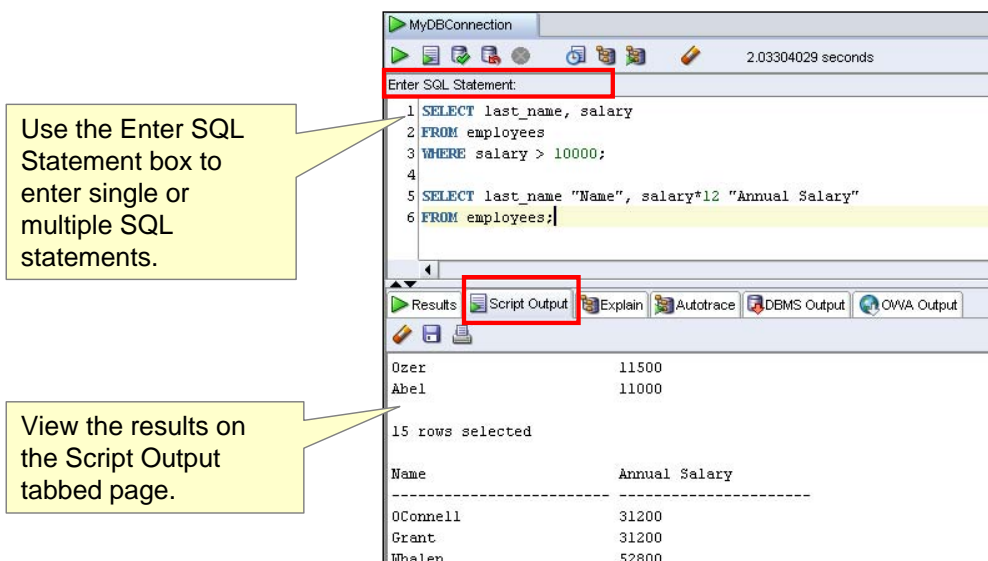 MyDBConnection
2.03304029 seconds
Enter SQL Statement:
Use the Enter SQL
Statement box to
enter single or
multiple SQL
statements.
1 SELECT last_name, salary
2 FROM employees
3 WHERE salary > 10000;
4
5 SELECT last_name "Name", salary*12 "Annual Salary"
6 FROM employees;
Results Script Output Explain Autotrace DBMS Output OWA Output
Ozer 11500
Abel 11000
15 rows selected
View the results on
the Script Output
tabbed page.
Name Annual Salary
------------------------- ----------------------
OConnell 31200
Grant 31200
Whalen 52800